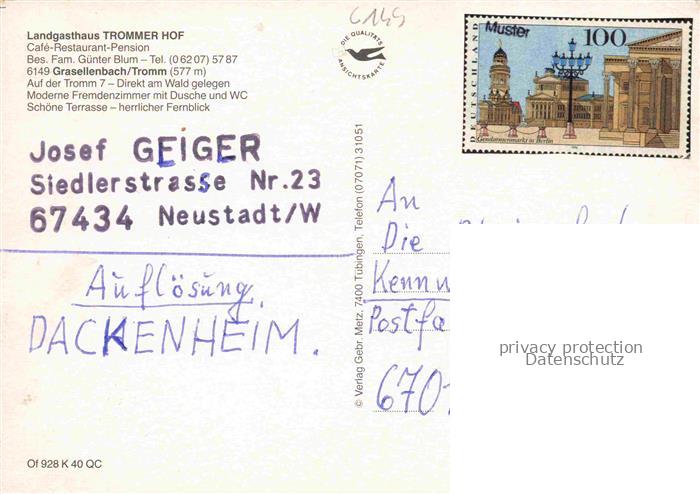 C149
Landgasthaus TROMMER HOF
Café-Restaurant-Pension
Bes. Fam. Günter Blum – Tel. (0 62 07) 57 87
6149 Grasellenbach/Tromm (577 m)
Auf der Tromm 7 – Direkt am Wald gelegen
Moderne Fremdenzimmer mit Dusche und WC
Schöne Terrasse – herrlicher Fernblick
DIE QUALITÄTS
ANSICHTSKARTE
Muster
100
DEUTSCHLAND
Gendarmenmarkt in Berlin
Josef GEIGER
Siedlerstrasse Nr.23
67434 Neustadt/W
Auflösung.
DACKENHEIM.
© Verlag Gebr. Metz, 7400 Tübingen, Telefon (07071) 31051
An
Die
Kennw
Postfa
670
privacy protection
Datenschutz
Of 928 K 40 QC